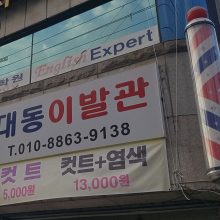 English Expert
학원
대동이발관
T.010-8863-9138
컷트 컷트+염색
5,000원 13,000원